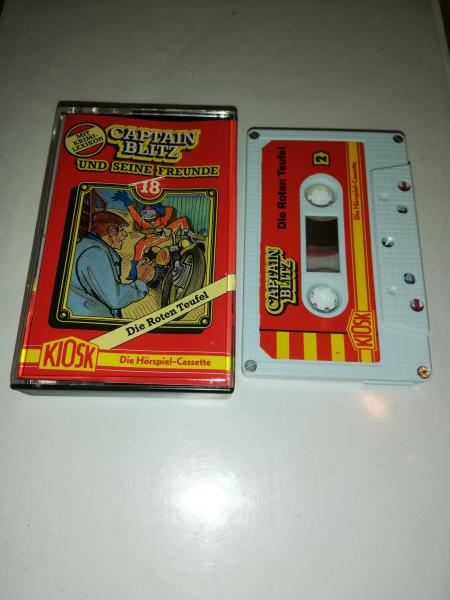 MIT
KRIMI
LEXIKON
CAPTAIN
BLITZ
UND SEINE FREUNDE
18
Die Roten Teufel
KIOSK
Die Hörspiel-Cassette
CAPTAIN
BLITZ
Die Roten Teufel
2
KIOSK
Die Hörspiel-Cassette